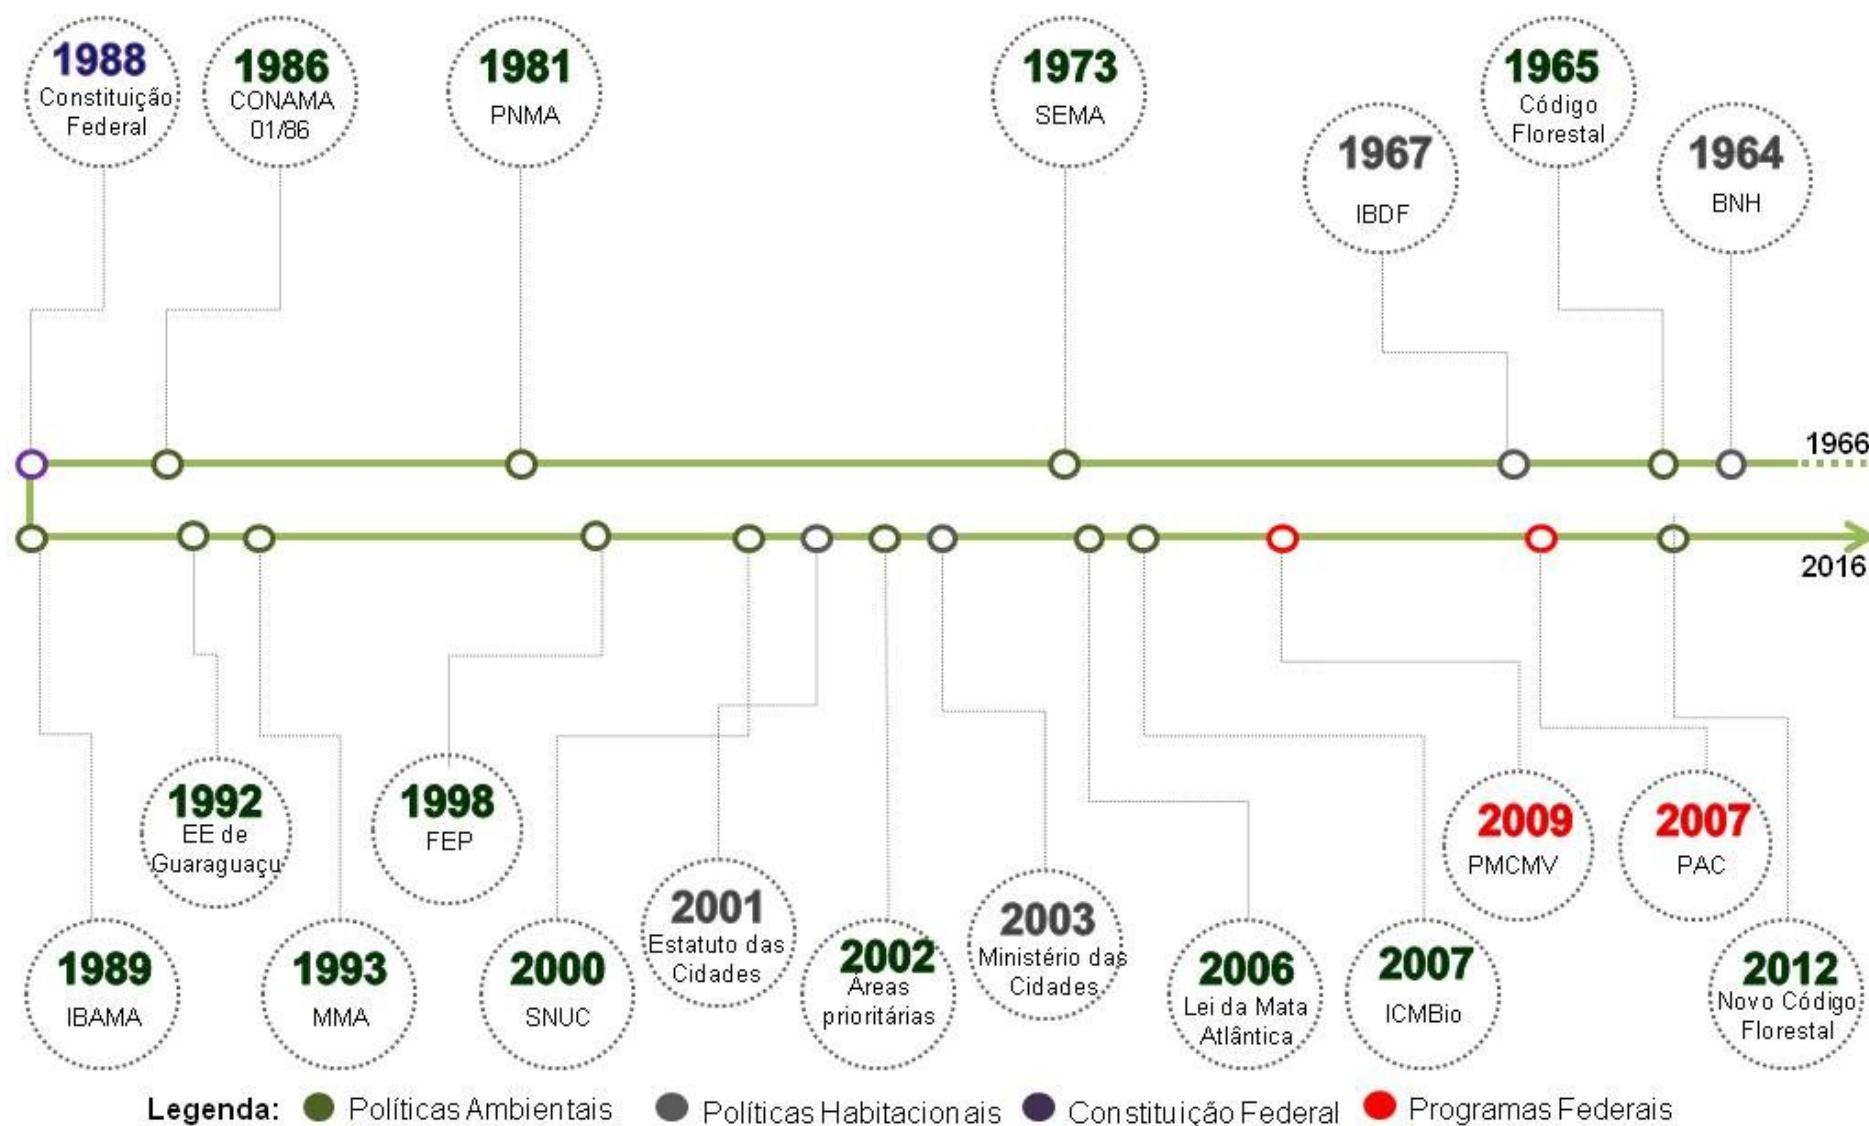 1988
Constituição
Federal
1986
CONAMA
01/86
1981
PNMA
1973
SEMA
1967
IBDF
1965
Código
Florestal
1964
BNH
1966
2016
1989
IBAMA
1992
EE de
Guaraguaçu
1993
MMA
1998
FEP
2000
SNUC
2001
Estatuto das
Cidades
2002
Áreas
prioritárias
2003
Ministério das
Cidades
2006
Lei da Mata
Atlântica
2007
ICMBio
2009
PMCMV
2007
PAC
2012
Novo Código
Florestal
Legenda: Políticas Ambientais Políticas Habitacionais Constituição Federal Programas Federais